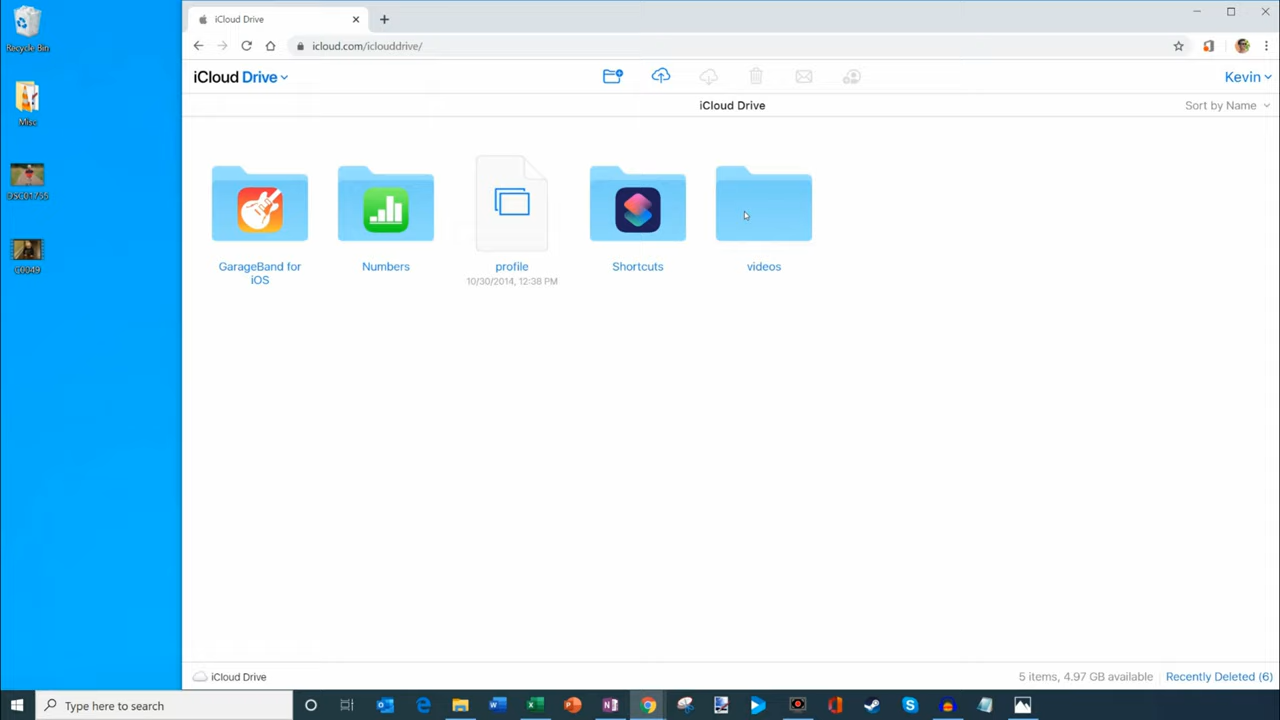 Recycle Bin
Misc
DSC01735
C0049
iCloud Drive
icloud.com/iclouddrive/
iCloud Drive
Kevin
iCloud Drive
Sort by Name
GarageBand for
iOS
Numbers
profile
10/30/2014, 12:38 PM
Shortcuts
videos
iCloud Drive
5 items, 4.97 GB available
Recently Deleted (6)
Type here to search